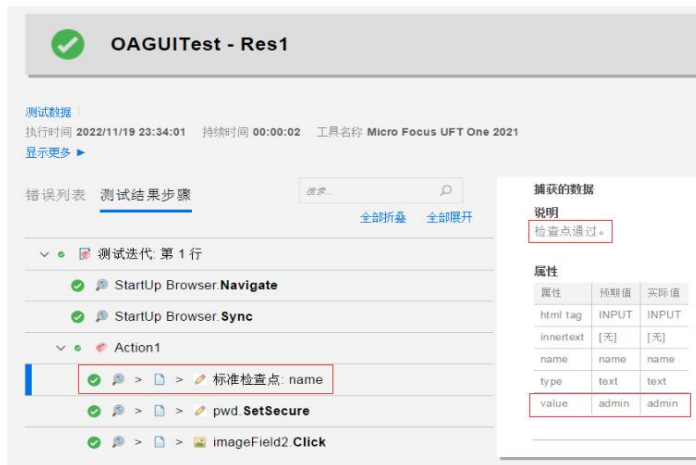 OAGUITest - Res1
测试数据
执行时间 2022/11/19 23:34:01 持续时间 00:00:02 工具名称 Micro Focus UFT One 2021
显示更多 ▶
错误列表 测试结果步骤
搜索...
全部折叠 全部展开
测试迭代: 第 1 行
StartUp Browser.Navigate
StartUp Browser.Sync
Action1
> > 标准检查点: name
> > pwd.SetSecure
> > imageField2.Click
捕获的数据
说明
检查点通过。
属性
属性 预期值 实际值
html tag INPUT INPUT
innertext [无] [无]
name name name
type text text
value admin admin